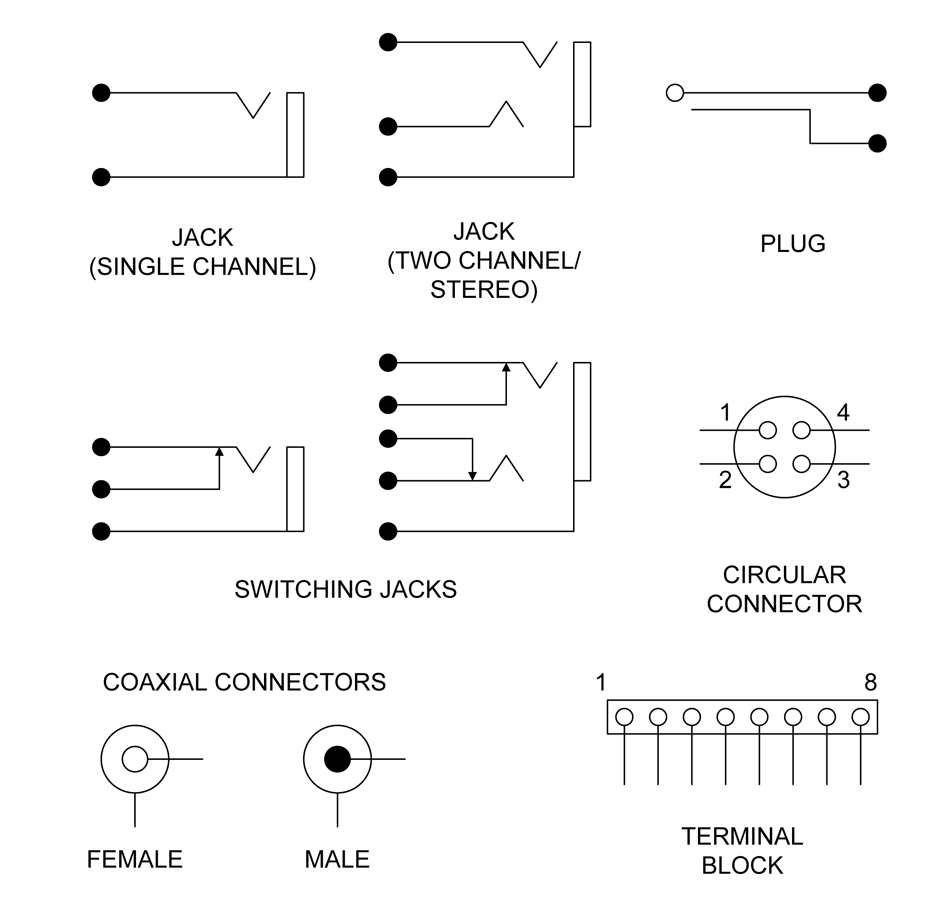 JACK
(SINGLE CHANNEL)
JACK
(TWO CHANNEL/
STEREO)
PLUG
SWITCHING JACKS
1
4
2
3
CIRCULAR
CONNECTOR
COAXIAL CONNECTORS
FEMALE
MALE
1
8
TERMINAL
BLOCK